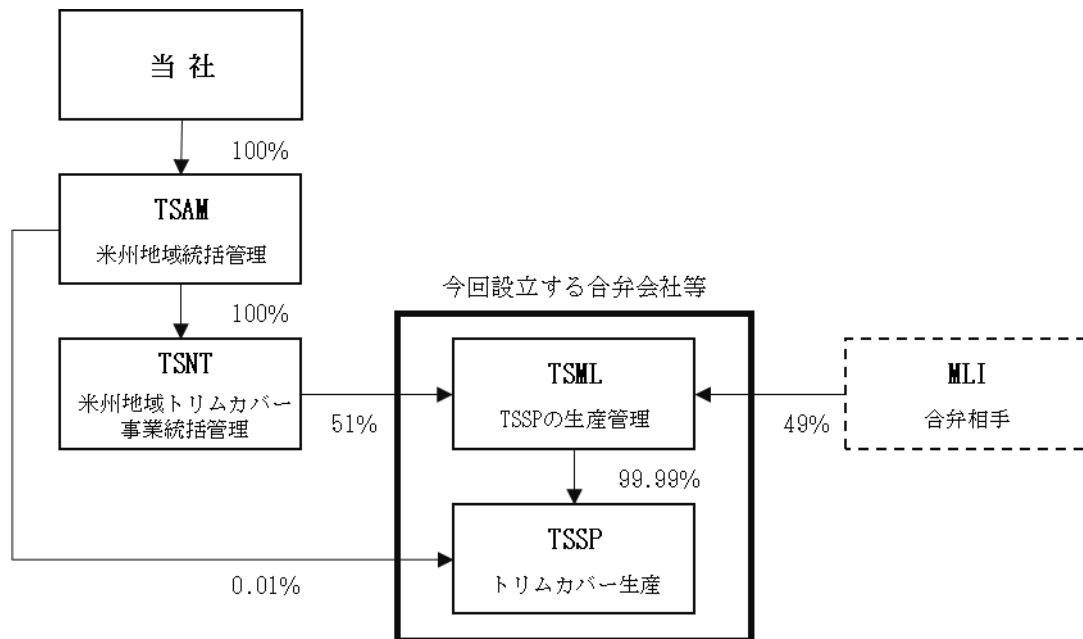 当 社
100%
TSAM
米州地域統括管理
100%
今回設立する合弁会社等
TSNT
米州地域トリムカバー
事業統括管理
51%
TSML
TSSPの生産管理
49%
MLI
合弁相手
99.99%
TSSP
トリムカバー生産
0.01%